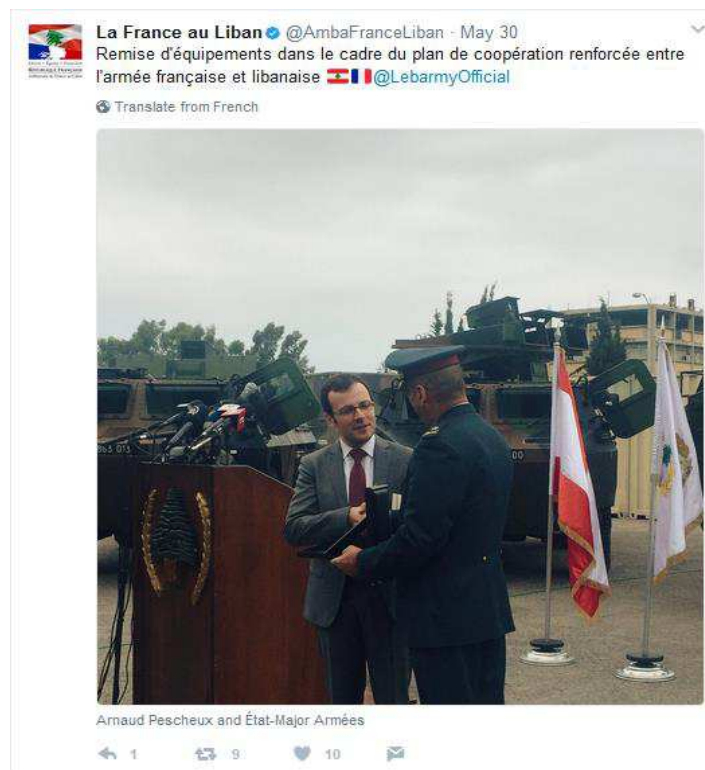 La France au Liban @AmbaFranceLiban · May 30
Remise d'équipements dans le cadre du plan de coopération renforcée entre
l'armée française et libanaise @LebarmyOfficial
Translate from French
Arnaud Pescheux and État-Major Armées
1 9 10